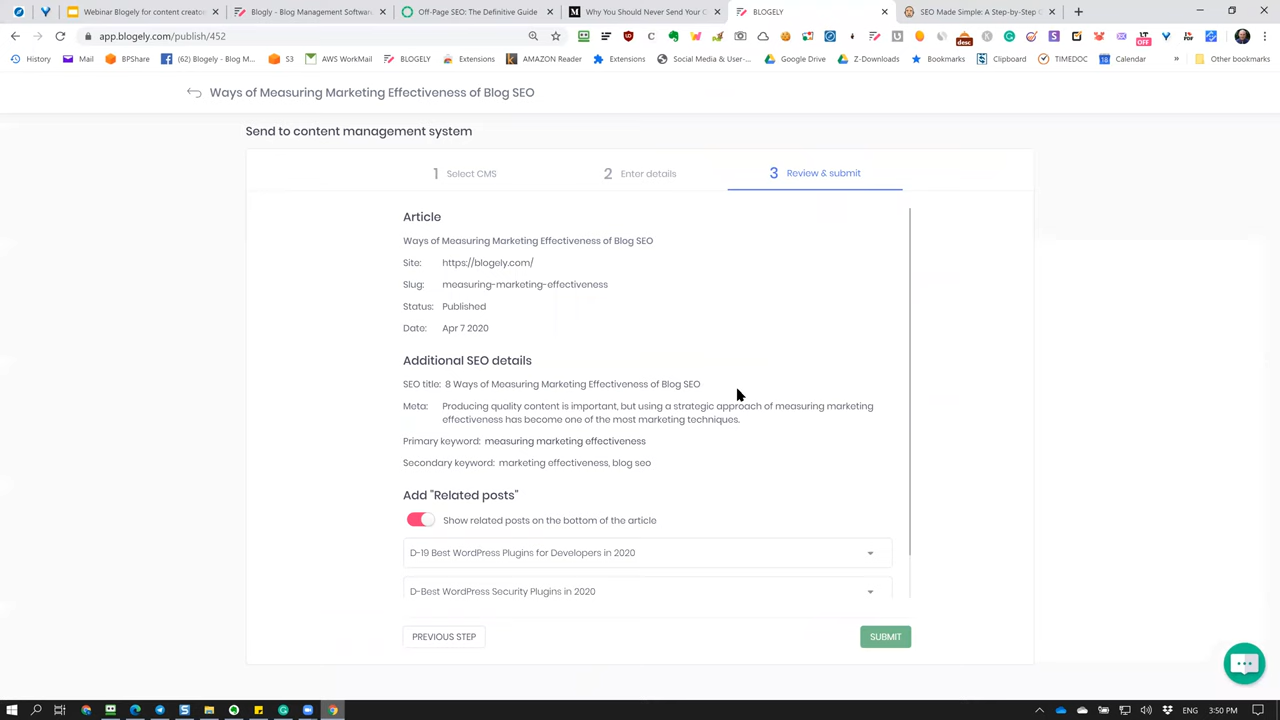 Webinar Blogely for content creato
Blogly - Blog Management Softwar
Off-Page SEO: The Definitive Guide
Why You Should Never Send Your C
BLOGELY
SEO Made Simple: A Step-by-Step G
app.blogely.com/publish/452
History
Mail
BPShare
(62) Blogely - Blog M...
S3
AWS WorkMail
BLOGELY
Extensions
AMAZON Reader
Extensions
Social Media & User-...
Google Drive
Z-Downloads
Bookmarks
Clipboard
TIMEDOC
Calendar
Other bookmarks
Ways of Measuring Marketing Effectiveness of Blog SEO
Send to content management system
1 Select CMS
2 Enter details
3 Review & submit
Article
Ways of Measuring Marketing Effectiveness of Blog SEO
Site: https://blogely.com/
Slug: measuring-marketing-effectiveness
Status: Published
Date: Apr 7 2020
Additional SEO details
SEO title: 8 Ways of Measuring Marketing Effectiveness of Blog SEO
Meta: Producing quality content is important, but using a strategic approach of measuring marketing
effectiveness has become one of the most marketing techniques.
Primary keyword: measuring marketing effectiveness
Secondary keyword: marketing effectiveness, blog seo
Add "Related posts"
Show related posts on the bottom of the article
D-19 Best WordPress Plugins for Developers in 2020
D-Best WordPress Security Plugins in 2020
PREVIOUS STEP
SUBMIT
ENG
3:50 PM